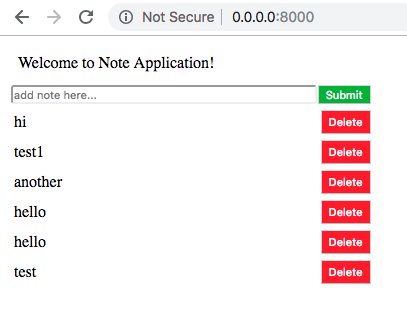 Not Secure | 0.0.0.0:8000
Welcome to Note Application!
add note here... Submit
hi Delete
test1 Delete
another Delete
hello Delete
hello Delete
test Delete